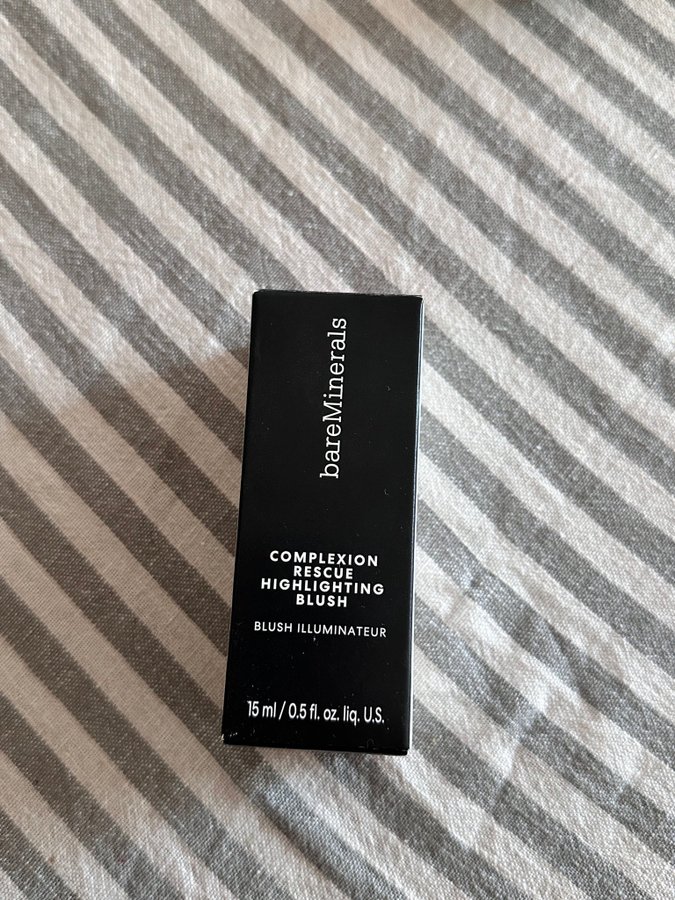 bareMinerals
COMPLEXION
RESCUE
HIGHLIGHTING
BLUSH
BLUSH ILLUMINATEUR
15 ml / 0.5 fl. oz. liq. U.S.